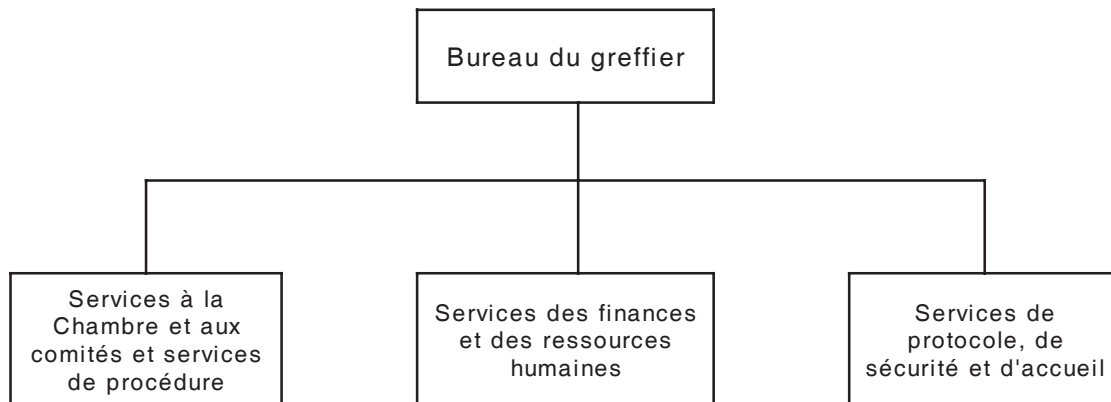 Bureau du greffier
Services à la
Chambre et aux
comités et services
de procédure
Services des finances
et des ressources
humaines
Services de
protocole, de
sécurité et d'accueil